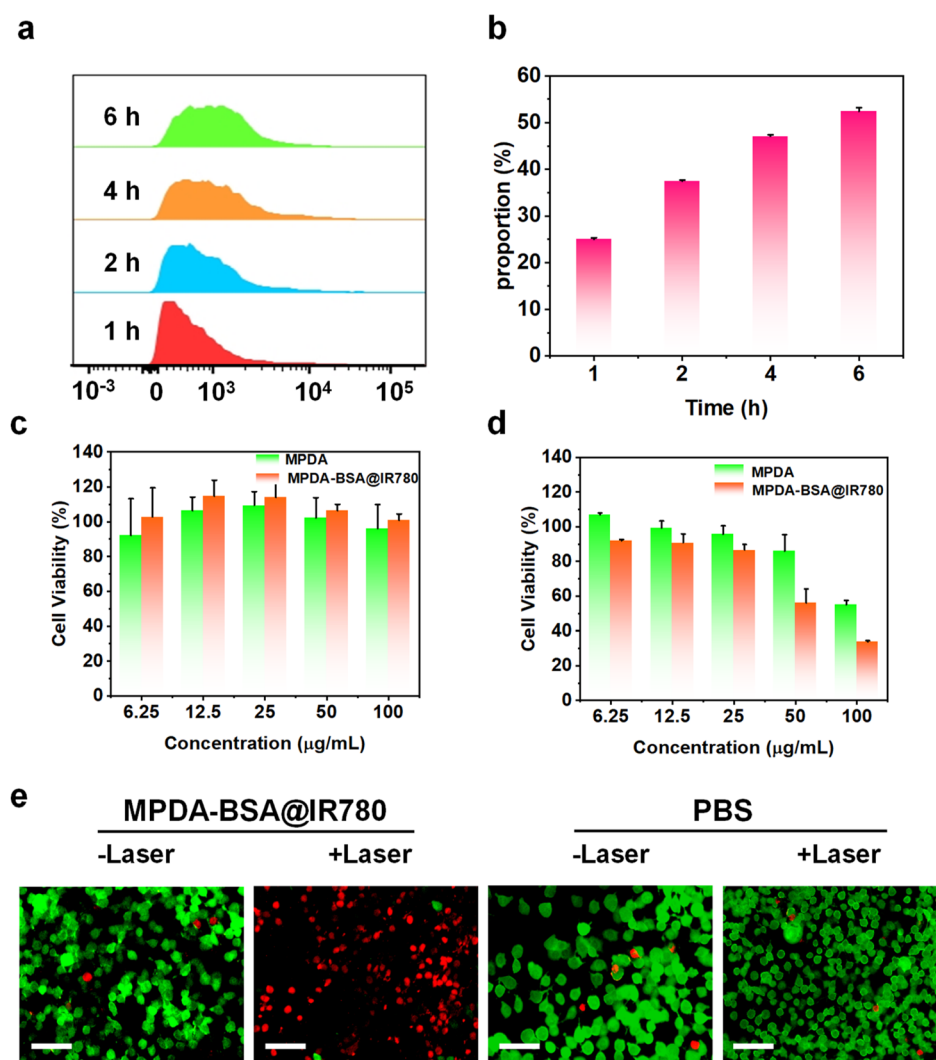 a
6 h
4 h
2 h
1 h
10-3 0 103 104 105
b
proportion (%)
60
50
40
30
20
10
0
1 2 4 6
Time (h)
c
Cell Viability (%)
140
120
100
80
60
40
20
0
MPDA
MPDA-BSA@IR780
6.25 12.5 25 50 100
Concentration (μg/mL)
d
Cell Viability (%)
140
120
100
80
60
40
20
0
MPDA
MPDA-BSA@IR780
6.25 12.5 25 50 100
Concentration (μg/mL)
e
MPDA-BSA@IR780
-Laser +Laser
PBS
-Laser +Laser